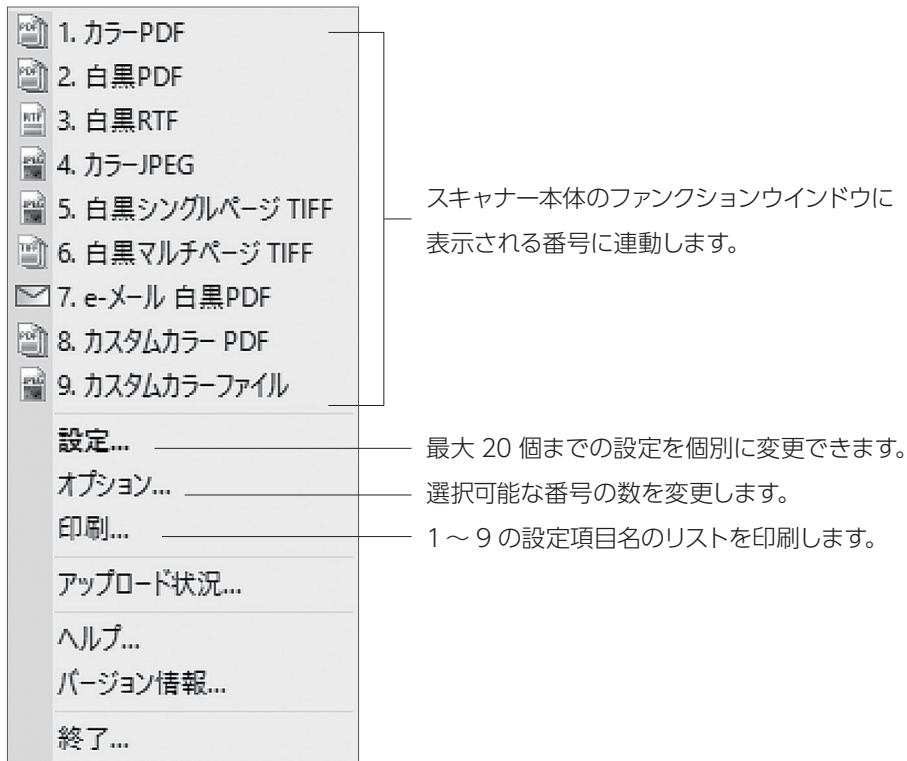 1. カラーPDF
2. 白黒PDF
3. 白黒RTF
4. カラーJPEG
5. 白黒シングルページ TIFF
6. 白黒マルチページ TIFF
7. e-メール 白黒PDF
8. カスタムカラー PDF
9. カスタムカラーファイル
スキャナー本体のファンクションウインドウに
表示される番号に連動します。
設定...
最大 20 個までの設定を個別に変更できます。
オプション...
選択可能な番号の数を変更します。
印刷...
1～9の設定項目名のリストを印刷します。
アップロード状況...
ヘルプ...
バージョン情報...
終了...